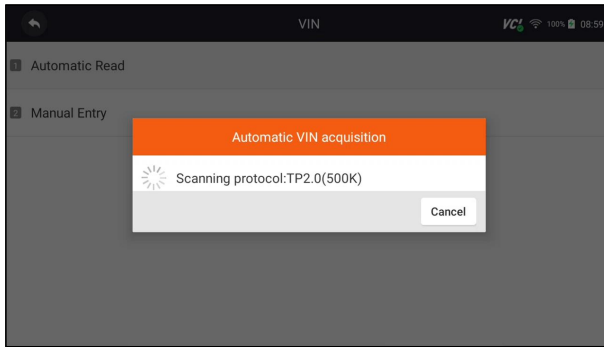 VIN
VCI 100% 08:59
1 Automatic Read
2 Manual Entry
Automatic VIN acquisition
Scanning protocol:TP2.0(500K)
Cancel